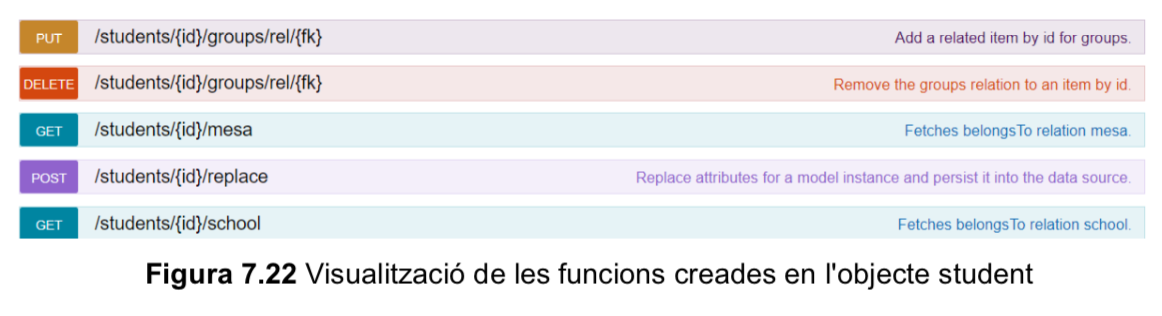 PUT /students/{id}/groups/rel/{fk} Add a related item by id for groups.
DELETE /students/{id}/groups/rel/{fk} Remove the groups relation to an item by id.
GET /students/{id}/mesa Fetches belongsTo relation mesa.
POST /students/{id}/replace Replace attributes for a model instance and persist it into the data source.
GET /students/{id}/school Fetches belongsTo relation school.
Figura 7.22 Visualització de les funcions creades en l'objecte student